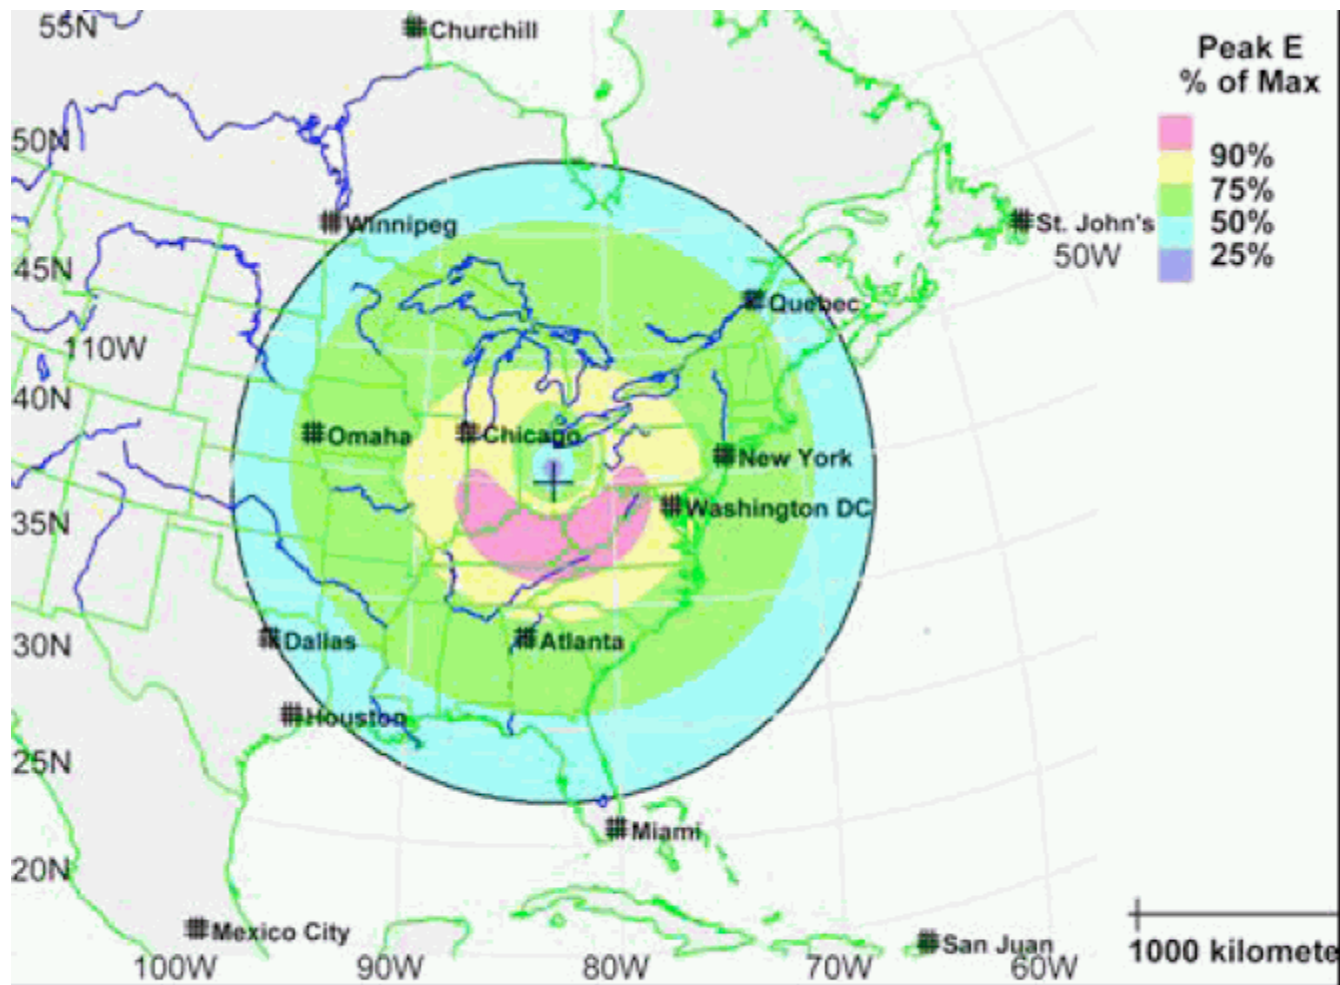 55N
Churchill
Peak E
% of Max
50N
90%
75%
Winnipeg
St. John's
50%
45N
50W
25%
Quebec
110W
40N
Omaha
Chicago
New York
Washington DC
35N
30N
Dallas
Atlanta
Houston
25N
Miami
20N
Mexico City
San Juan
1000 kilomete
100W
90W
80W
70W
60W